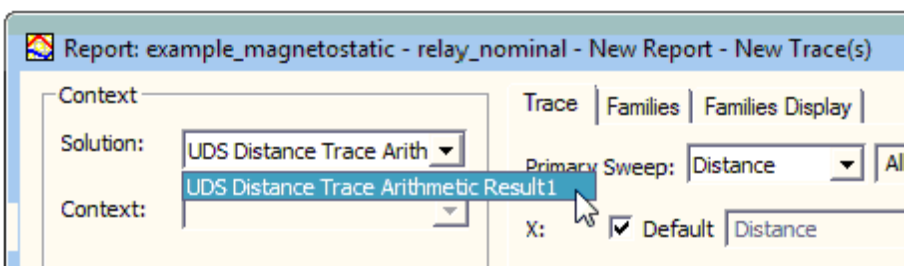 Report: example_magnetostatic - relay_nominal - New Report - New Trace(s)
Context
Trace Families Families Display
Solution: UDS Distance Trace Arith
Primary Sweep: Distance
UDS Distance Trace Arithmetic Result1
Context:
X: Default Distance